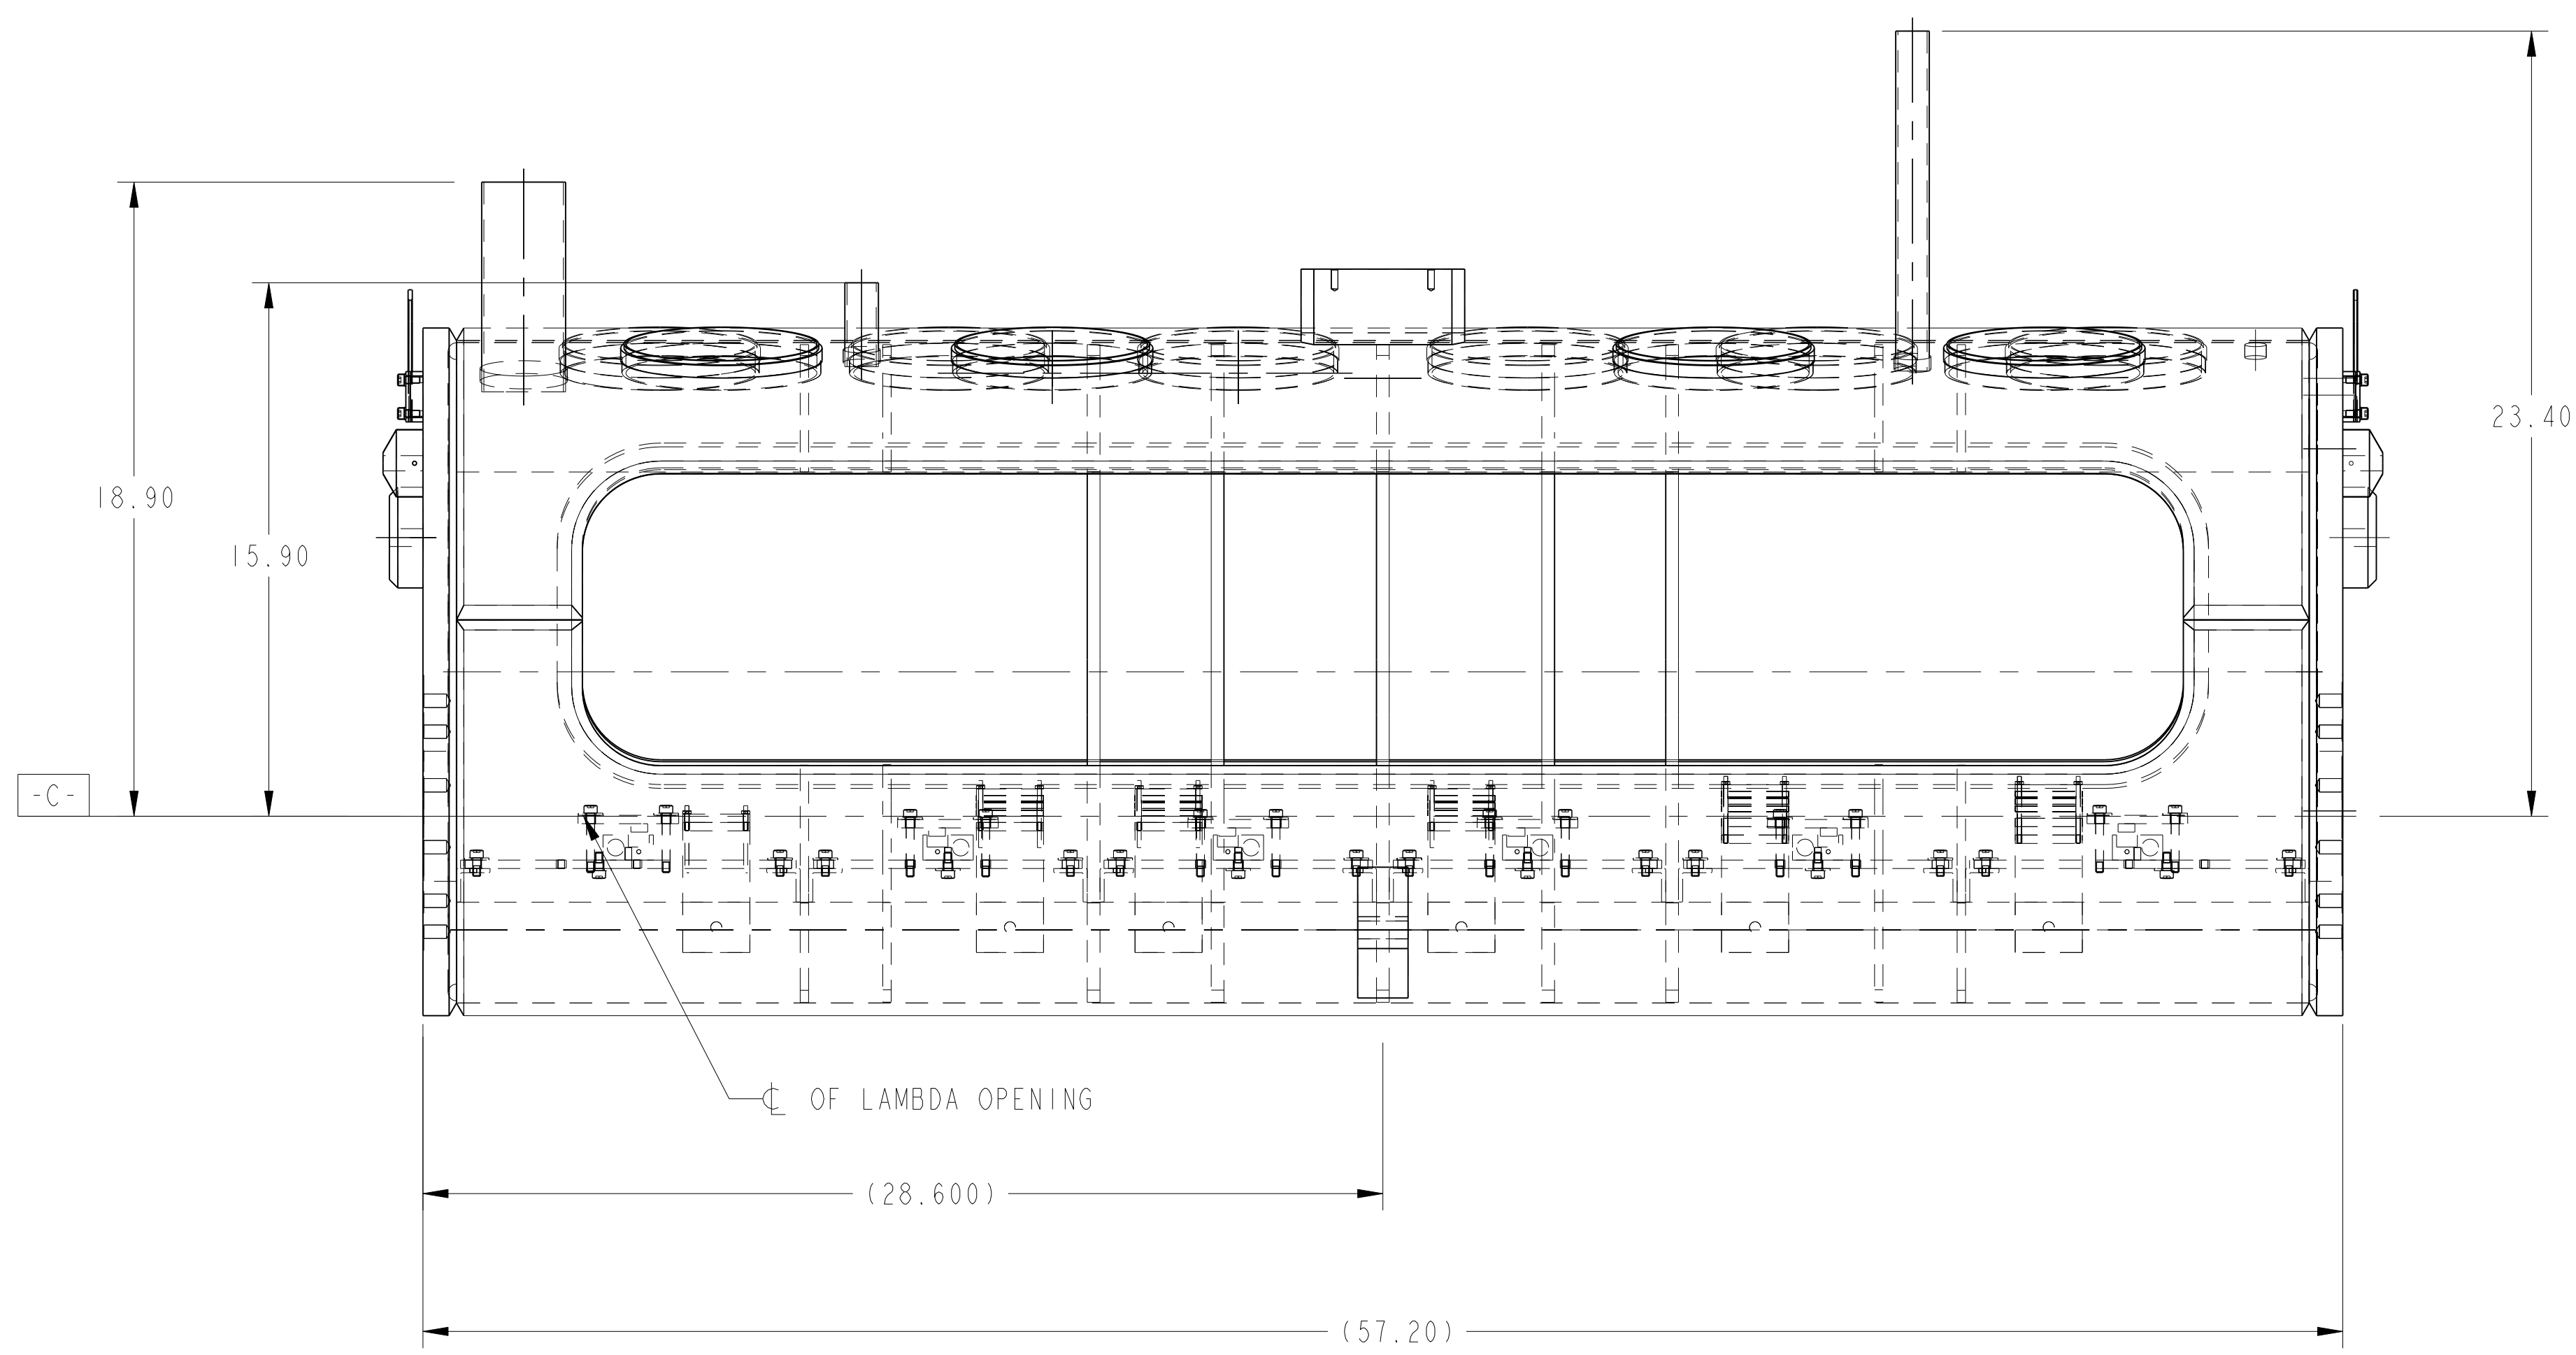 23.40
18.90
15.90
-C-
℄ OF LAMBDA OPENING
(28.600)
(57.20)